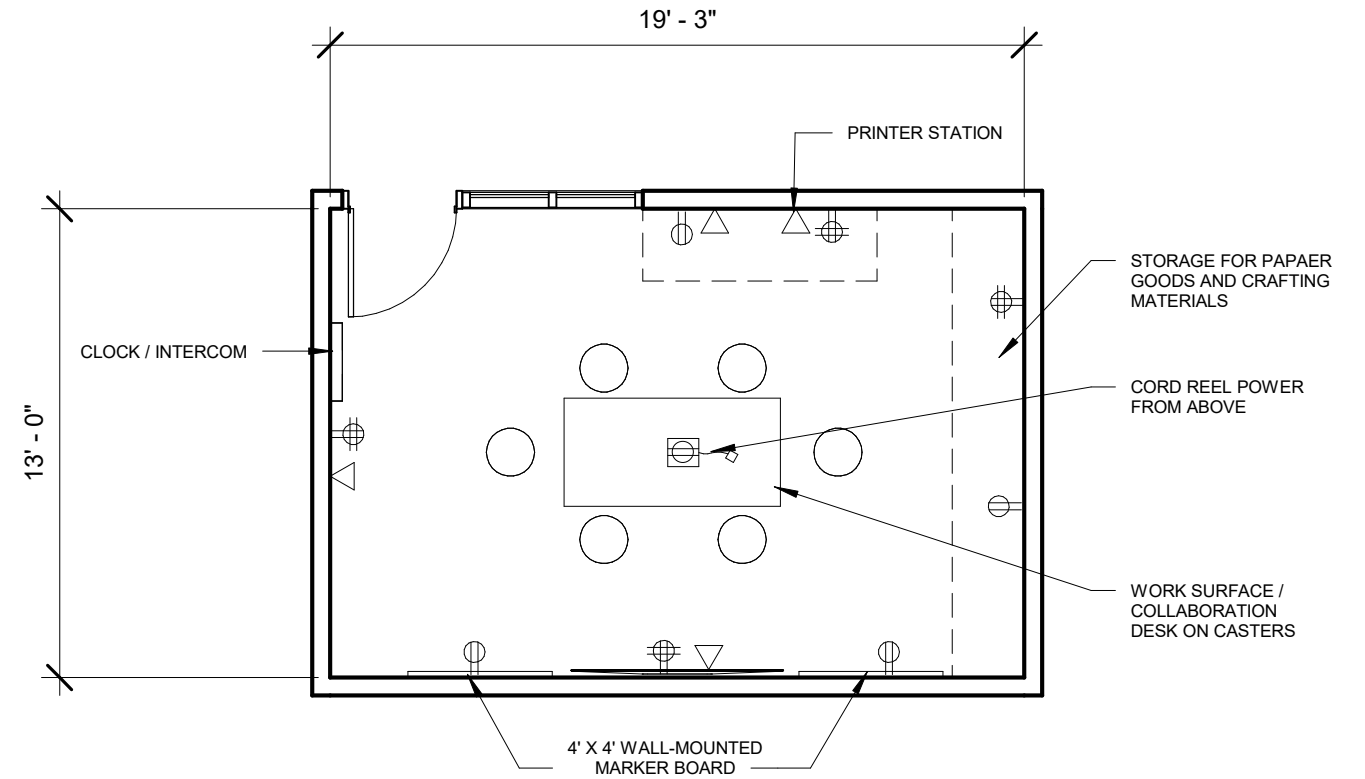 19' - 3"
PRINTER STATION
STORAGE FOR PAPAER
GOODS AND CRAFTING
MATERIALS
CLOCK / INTERCOM
CORD REEL POWER
FROM ABOVE
13' - 0"
WORK SURFACE /
COLLABORATION
DESK ON CASTERS
4' X 4' WALL-MOUNTED
MARKER BOARD